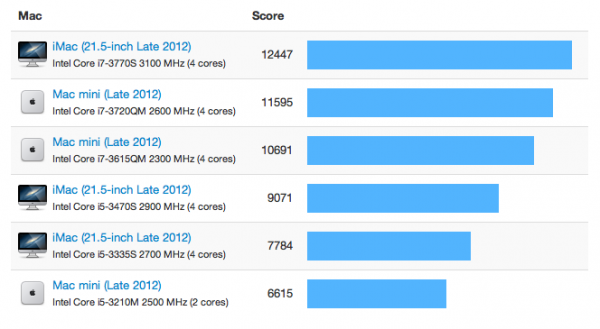 Mac Score
iMac (21.5-inch Late 2012)
Intel Core i7-3770S 3100 MHz (4 cores)
12447
Mac mini (Late 2012)
Intel Core i7-3720QM 2600 MHz (4 cores)
11595
Mac mini (Late 2012)
Intel Core i7-3615QM 2300 MHz (4 cores)
10691
iMac (21.5-inch Late 2012)
Intel Core i5-3470S 2900 MHz (4 cores)
9071
iMac (21.5-inch Late 2012)
Intel Core i5-3335S 2700 MHz (4 cores)
7784
Mac mini (Late 2012)
Intel Core i5-3210M 2500 MHz (2 cores)
6615